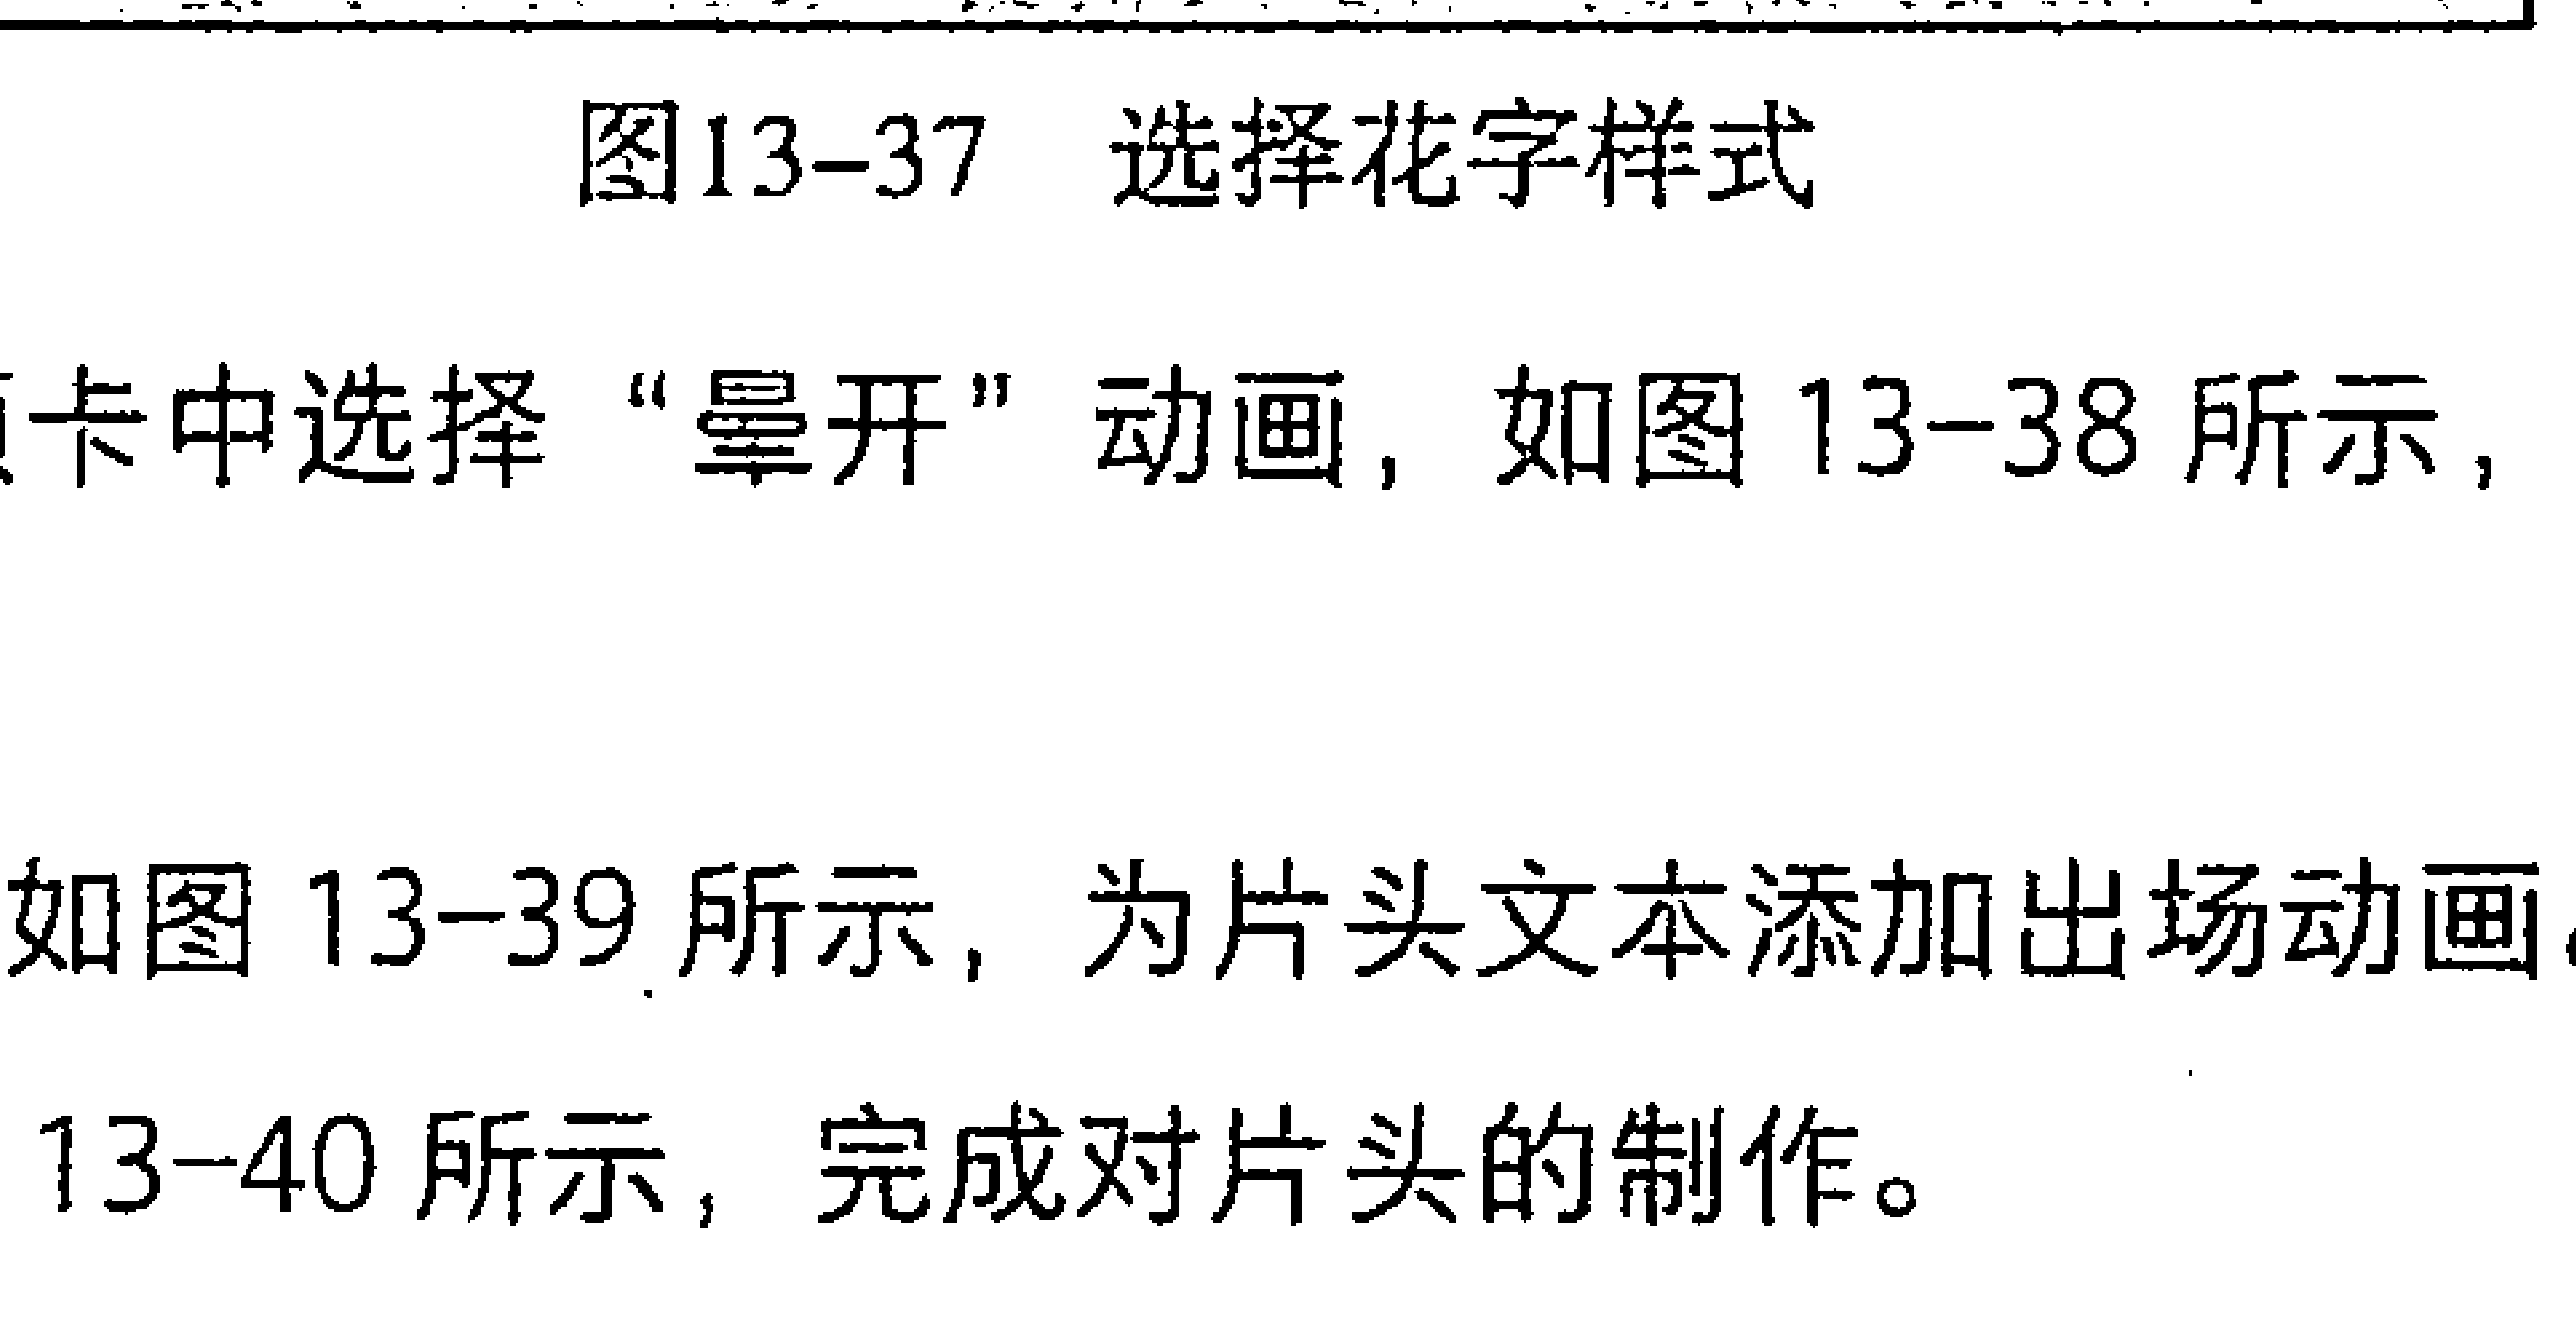 图13-37 选择花字样式
卡中选择“晕开”动画，如图 13-38 所示，
如图 13-39 所示，为片头文本添加出场动画。
13-40 所示，完成对片头的制作。